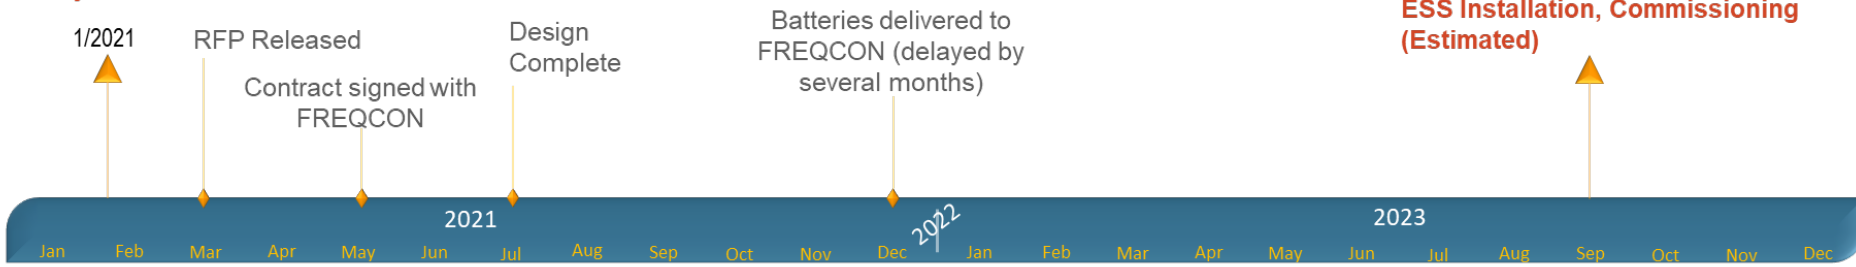 1/2021
RFP Released
Contract signed with
FREQCON
Design
Complete
Batteries delivered to
FREQCON (delayed by
several months)
ESS Installation, Commissioning
(Estimated)
2021
2022
2023
Jan Feb Mar Apr May Jun Jul Aug Sep Oct Nov Dec Jan Feb Mar Apr May Jun Jul Aug Sep Oct Nov Dec